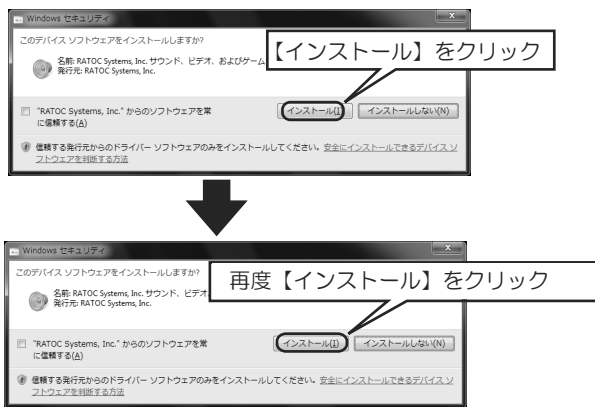 Windows セキュリティ
このデバイス ソフトウェアをインストールしますか?
【インストール】をクリック
名前: RATOC Systems, Inc. サウンド、ビデオ、およびゲーム
発行元: RATOC Systems, Inc.
"RATOC Systems, Inc." からのソフトウェアを常
に信頼する(A)
インストール(I)
インストールしない(N)
信頼する発行元からのドライバー ソフトウェアのみをインストールしてください。安全にインストールできるデバイス ソ
フトウェアを判断する方法
Windows セキュリティ
このデバイス ソフトウェアをインストールしますか?
再度【インストール】をクリック
名前: RATOC Systems, Inc. サウンド、ビデオ
発行元: RATOC Systems, Inc.
"RATOC Systems, Inc." からのソフトウェアを常
に信頼する(A)
インストール(I)
インストールしない(N)
信頼する発行元からのドライバー ソフトウェアのみをインストールしてください。安全にインストールできるデバイス ソ
フトウェアを判断する方法